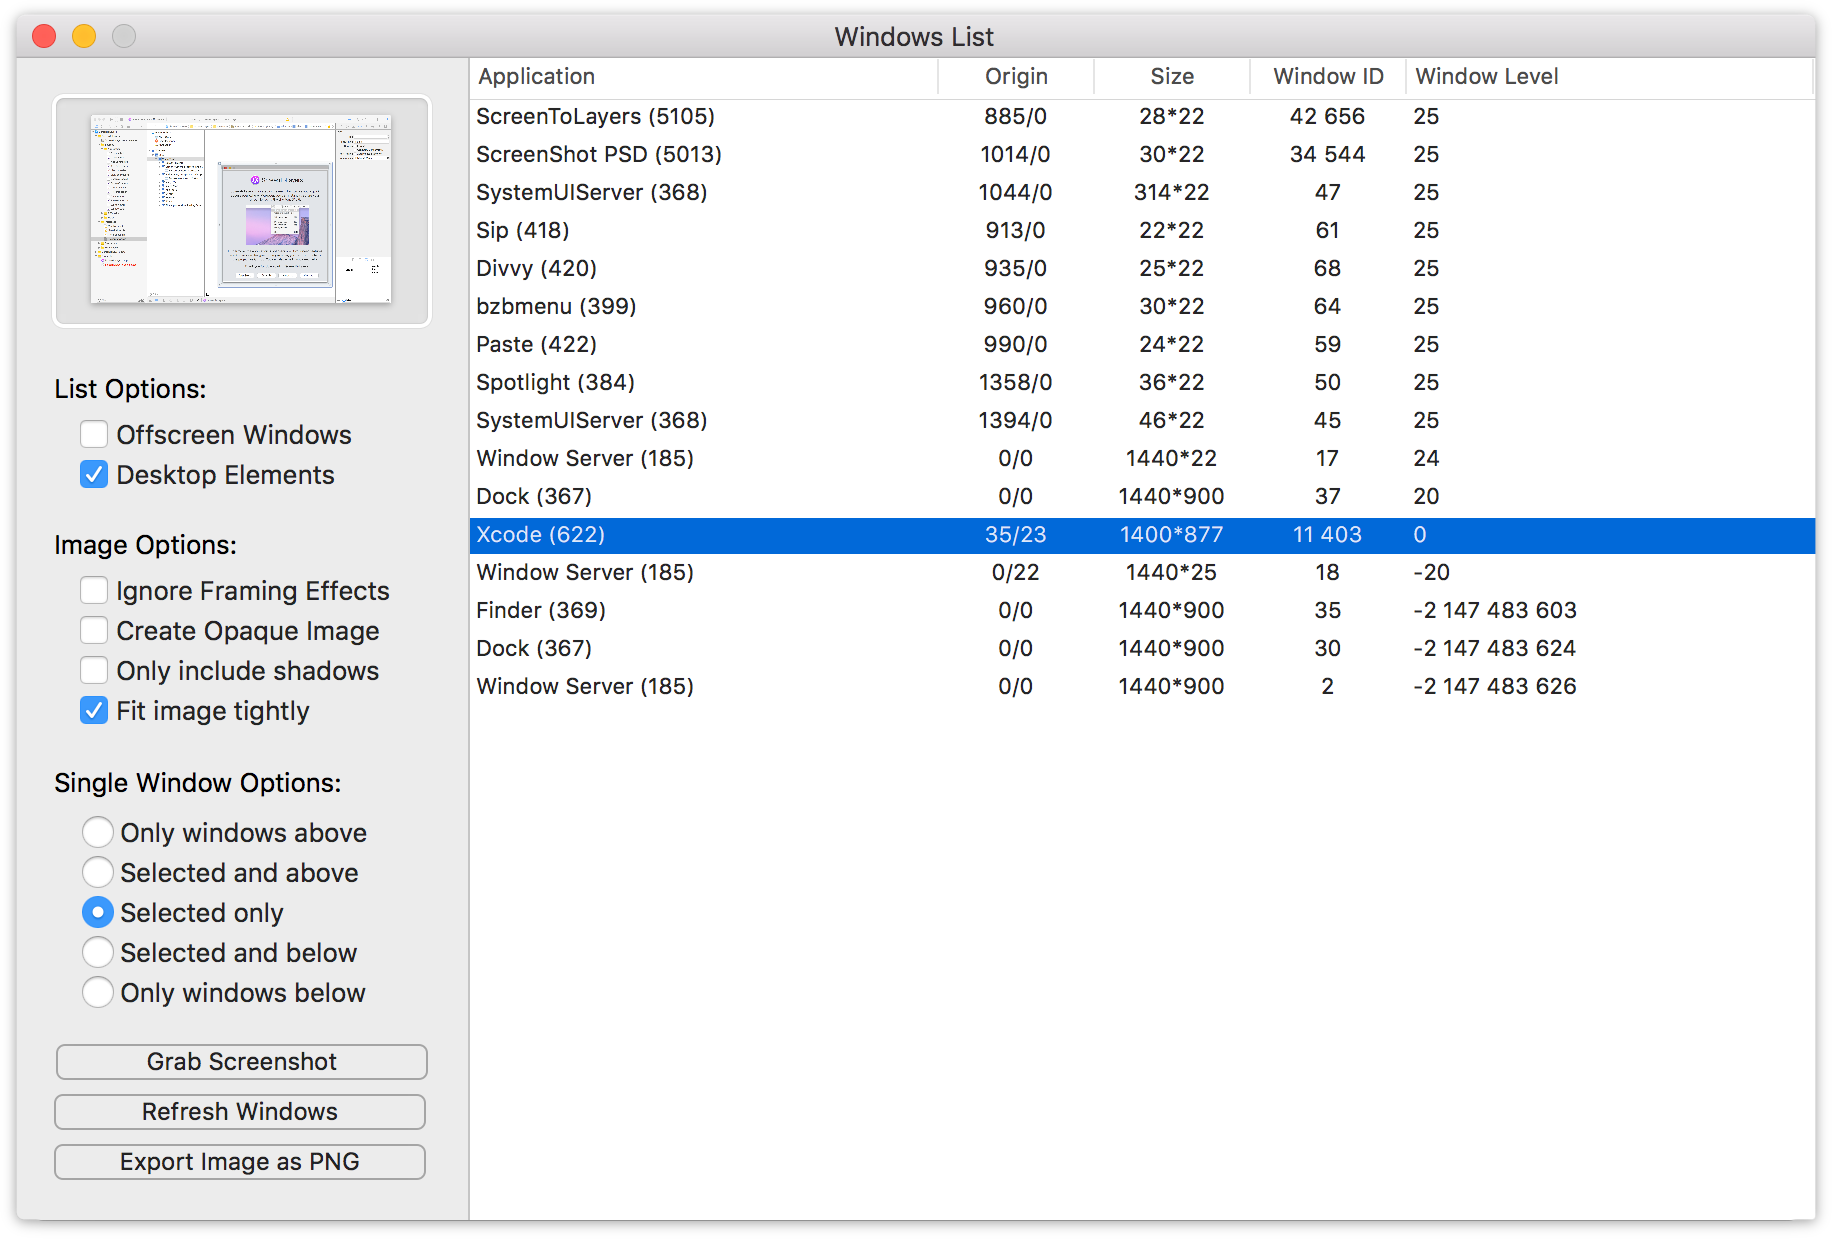 Windows List
Application Origin Size Window ID Window Level
ScreenToLayers (5105) 885/0 28*22 42 656 25
ScreenShot PSD (5013) 1014/0 30*22 34 544 25
SystemUIServer (368) 1044/0 314*22 47 25
Sip (418) 913/0 22*22 61 25
Divvy (420) 935/0 25*22 68 25
bzbmenu (399) 960/0 30*22 64 25
Paste (422) 990/0 24*22 59 25
Spotlight (384) 1358/0 36*22 50 25
SystemUIServer (368) 1394/0 46*22 45 25
Window Server (185) 0/0 1440*22 17 24
Dock (367) 0/0 1440*900 37 20
Xcode (622) 35/23 1400*877 11 403 0
Window Server (185) 0/22 1440*25 18 -20
Finder (369) 0/0 1440*900 35 -2 147 483 603
Dock (367) 0/0 1440*900 30 -2 147 483 624
Window Server (185) 0/0 1440*900 2 -2 147 483 626
List Options:
Offscreen Windows
Desktop Elements
Image Options:
Ignore Framing Effects
Create Opaque Image
Only include shadows
Fit image tightly
Single Window Options:
Only windows above
Selected and above
Selected only
Selected and below
Only windows below
Grab Screenshot
Refresh Windows
Export Image as PNG